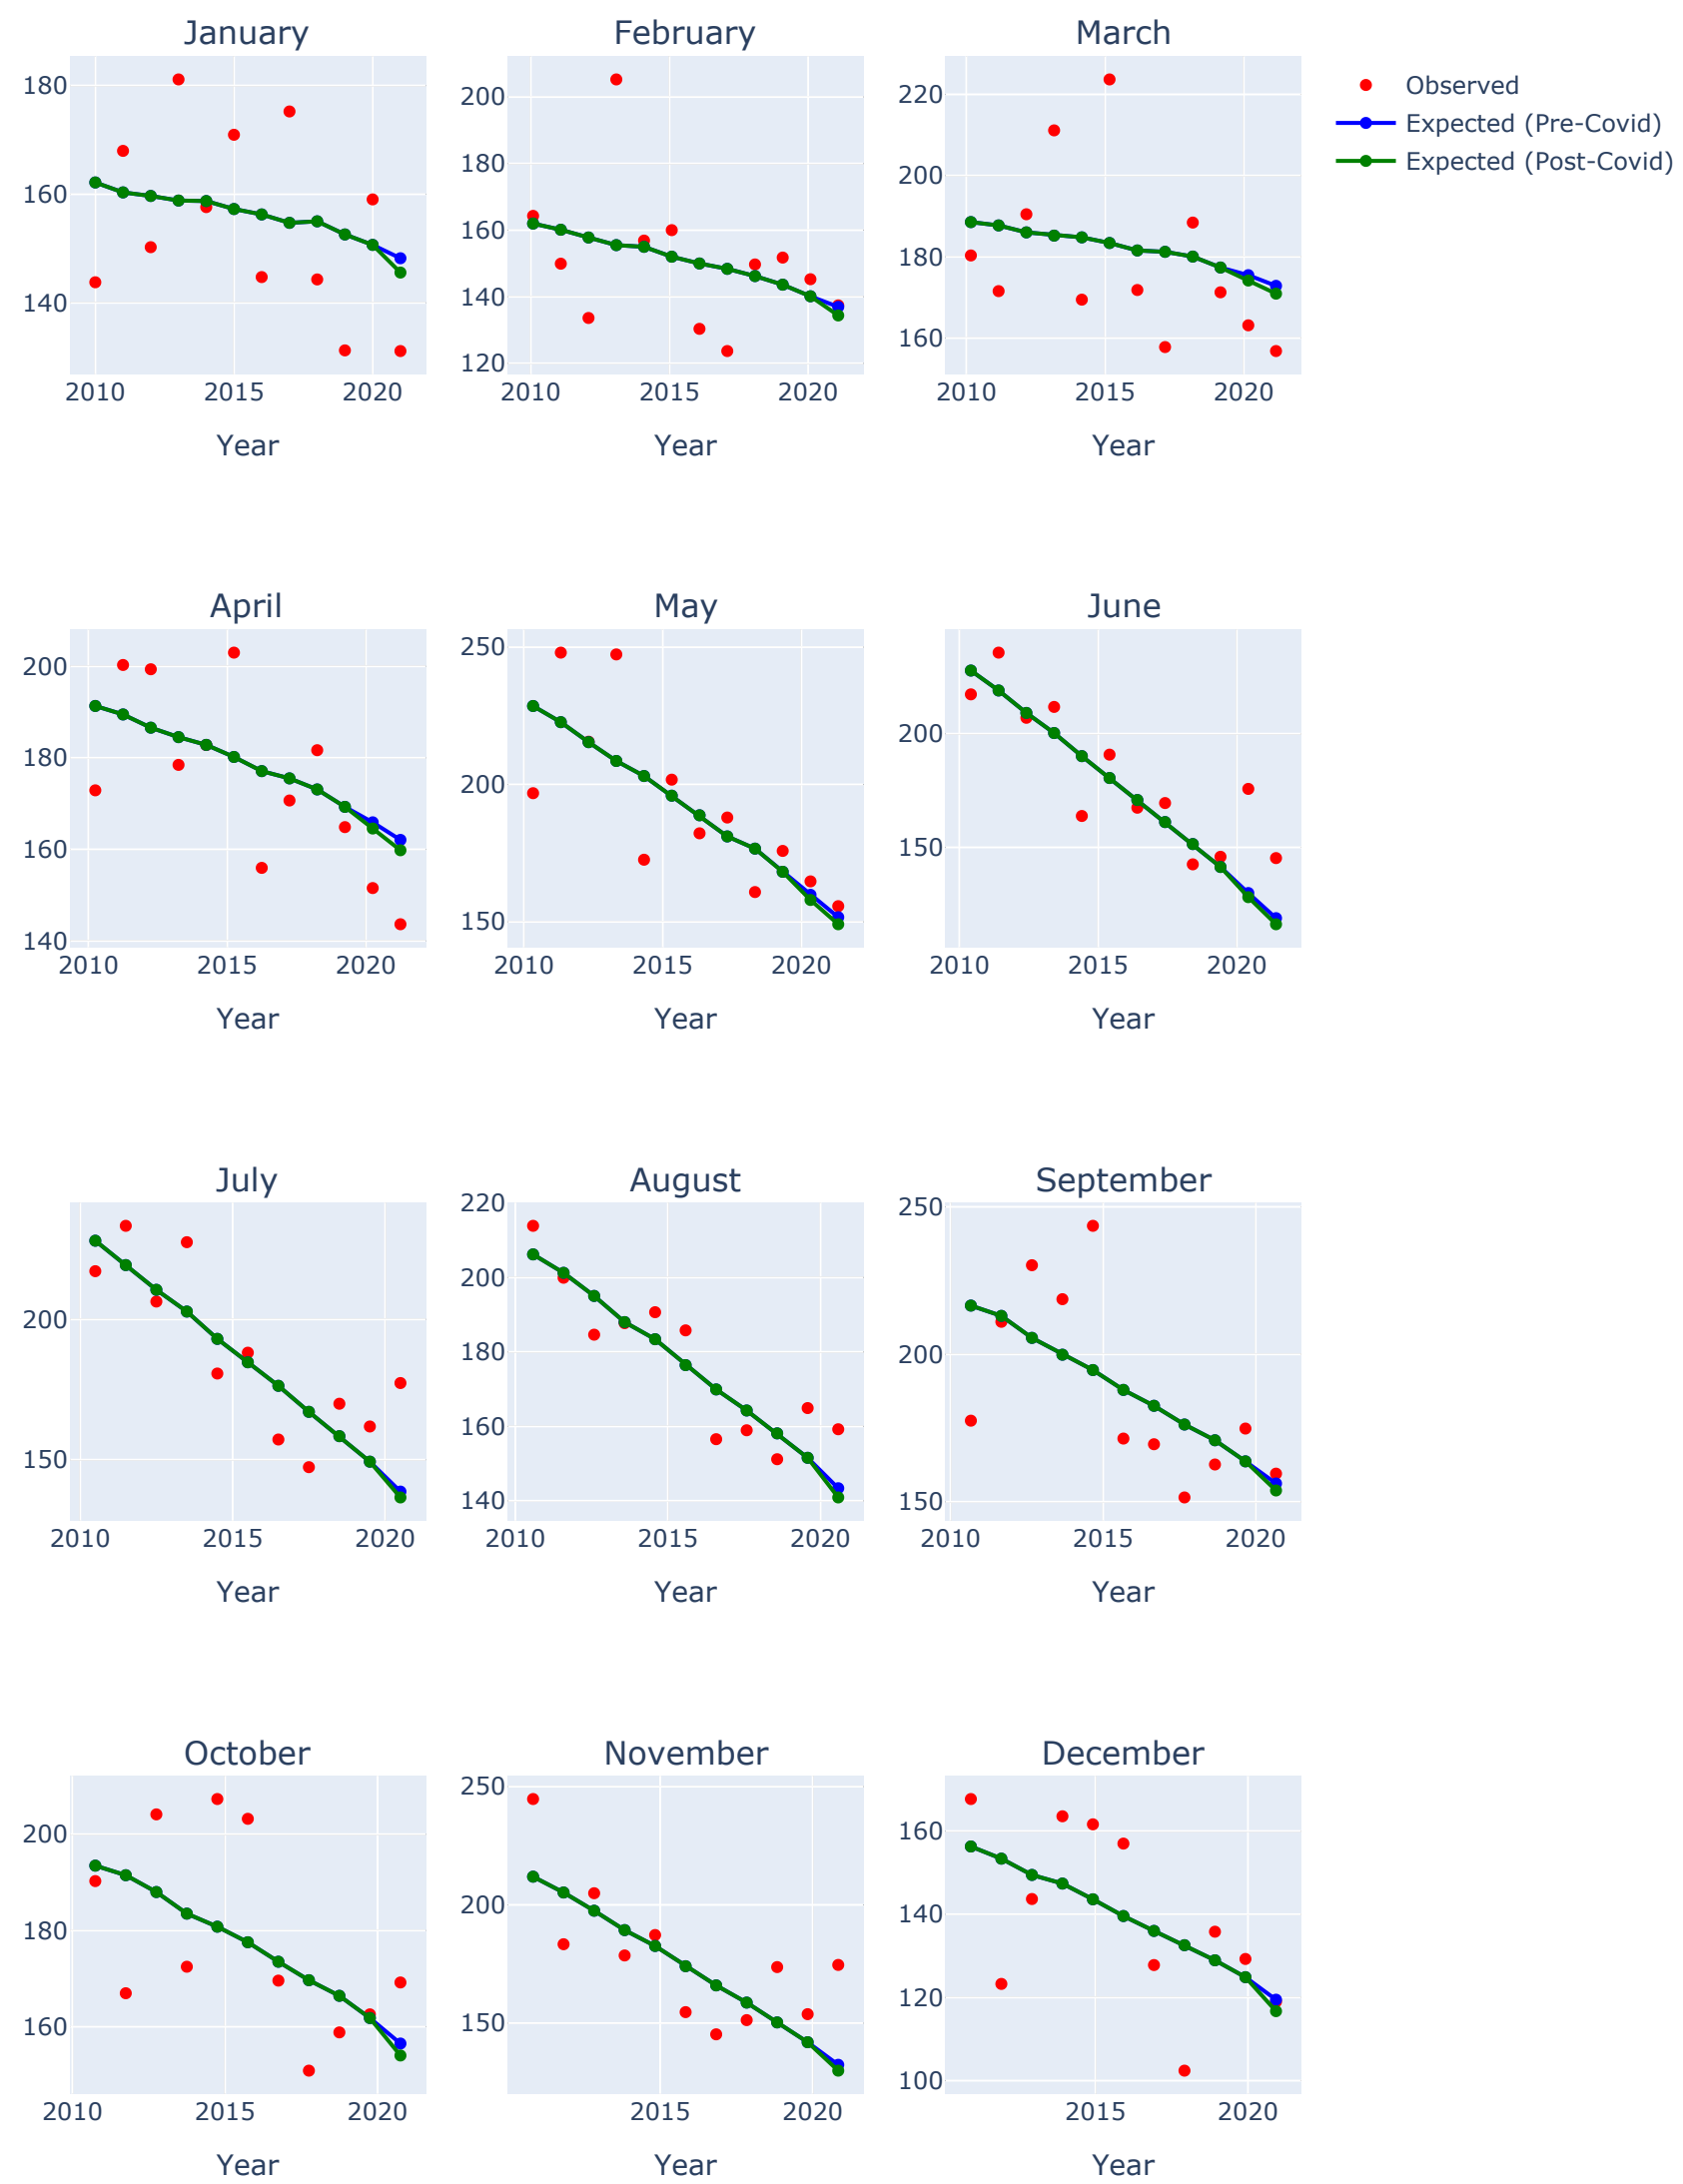 January
February
March
Observed
Expected (Pre-Covid)
Expected (Post-Covid)
180
160
140
200
180
160
140
120
220
200
180
160
2010 2015 2020
2010 2015 2020
2010 2015 2020
Year
Year
Year
April
May
June
200
180
160
140
250
200
150
200
150
2010 2015 2020
2010 2015 2020
2010 2015 2020
Year
Year
Year
July
August
September
200
150
220
200
180
160
140
250
200
150
2010 2015 2020
2010 2015 2020
2010 2015 2020
Year
Year
Year
October
November
December
200
180
160
250
200
150
160
140
120
100
2010 2015 2020
2015 2020
2015 2020
Year
Year
Year